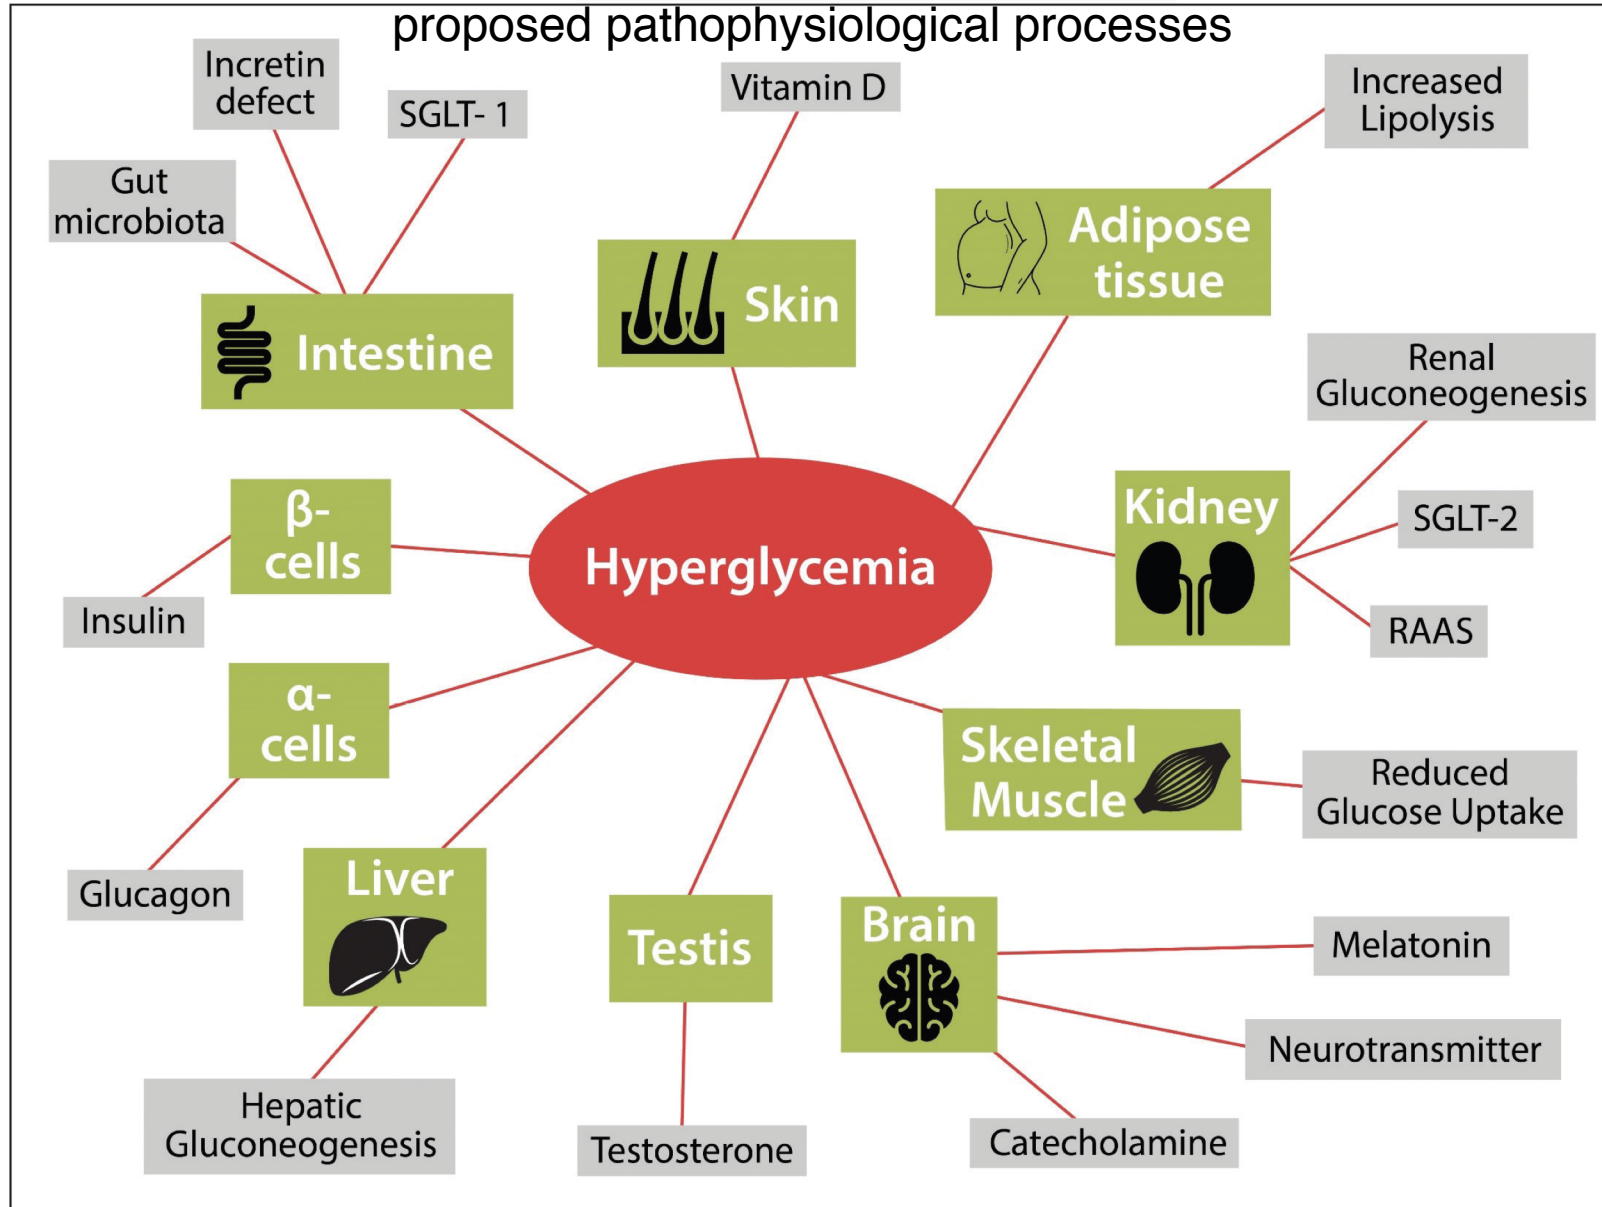 proposed pathophysiological processes
Incretin
defect
SGLT- 1
Gut
microbiota
Vitamin D
Increased
Lipolysis
Intestine
Skin
Adipose
tissue
Renal
Gluconeogenesis
β-
cells
Insulin
Hyperglycemia
Kidney
SGLT-2
RAAS
α-
cells
Glucagon
Skeletal
Muscle
Reduced
Glucose Uptake
Liver
Hepatic
Gluconeogenesis
Testis
Testosterone
Brain
Melatonin
Neurotransmitter
Catecholamine